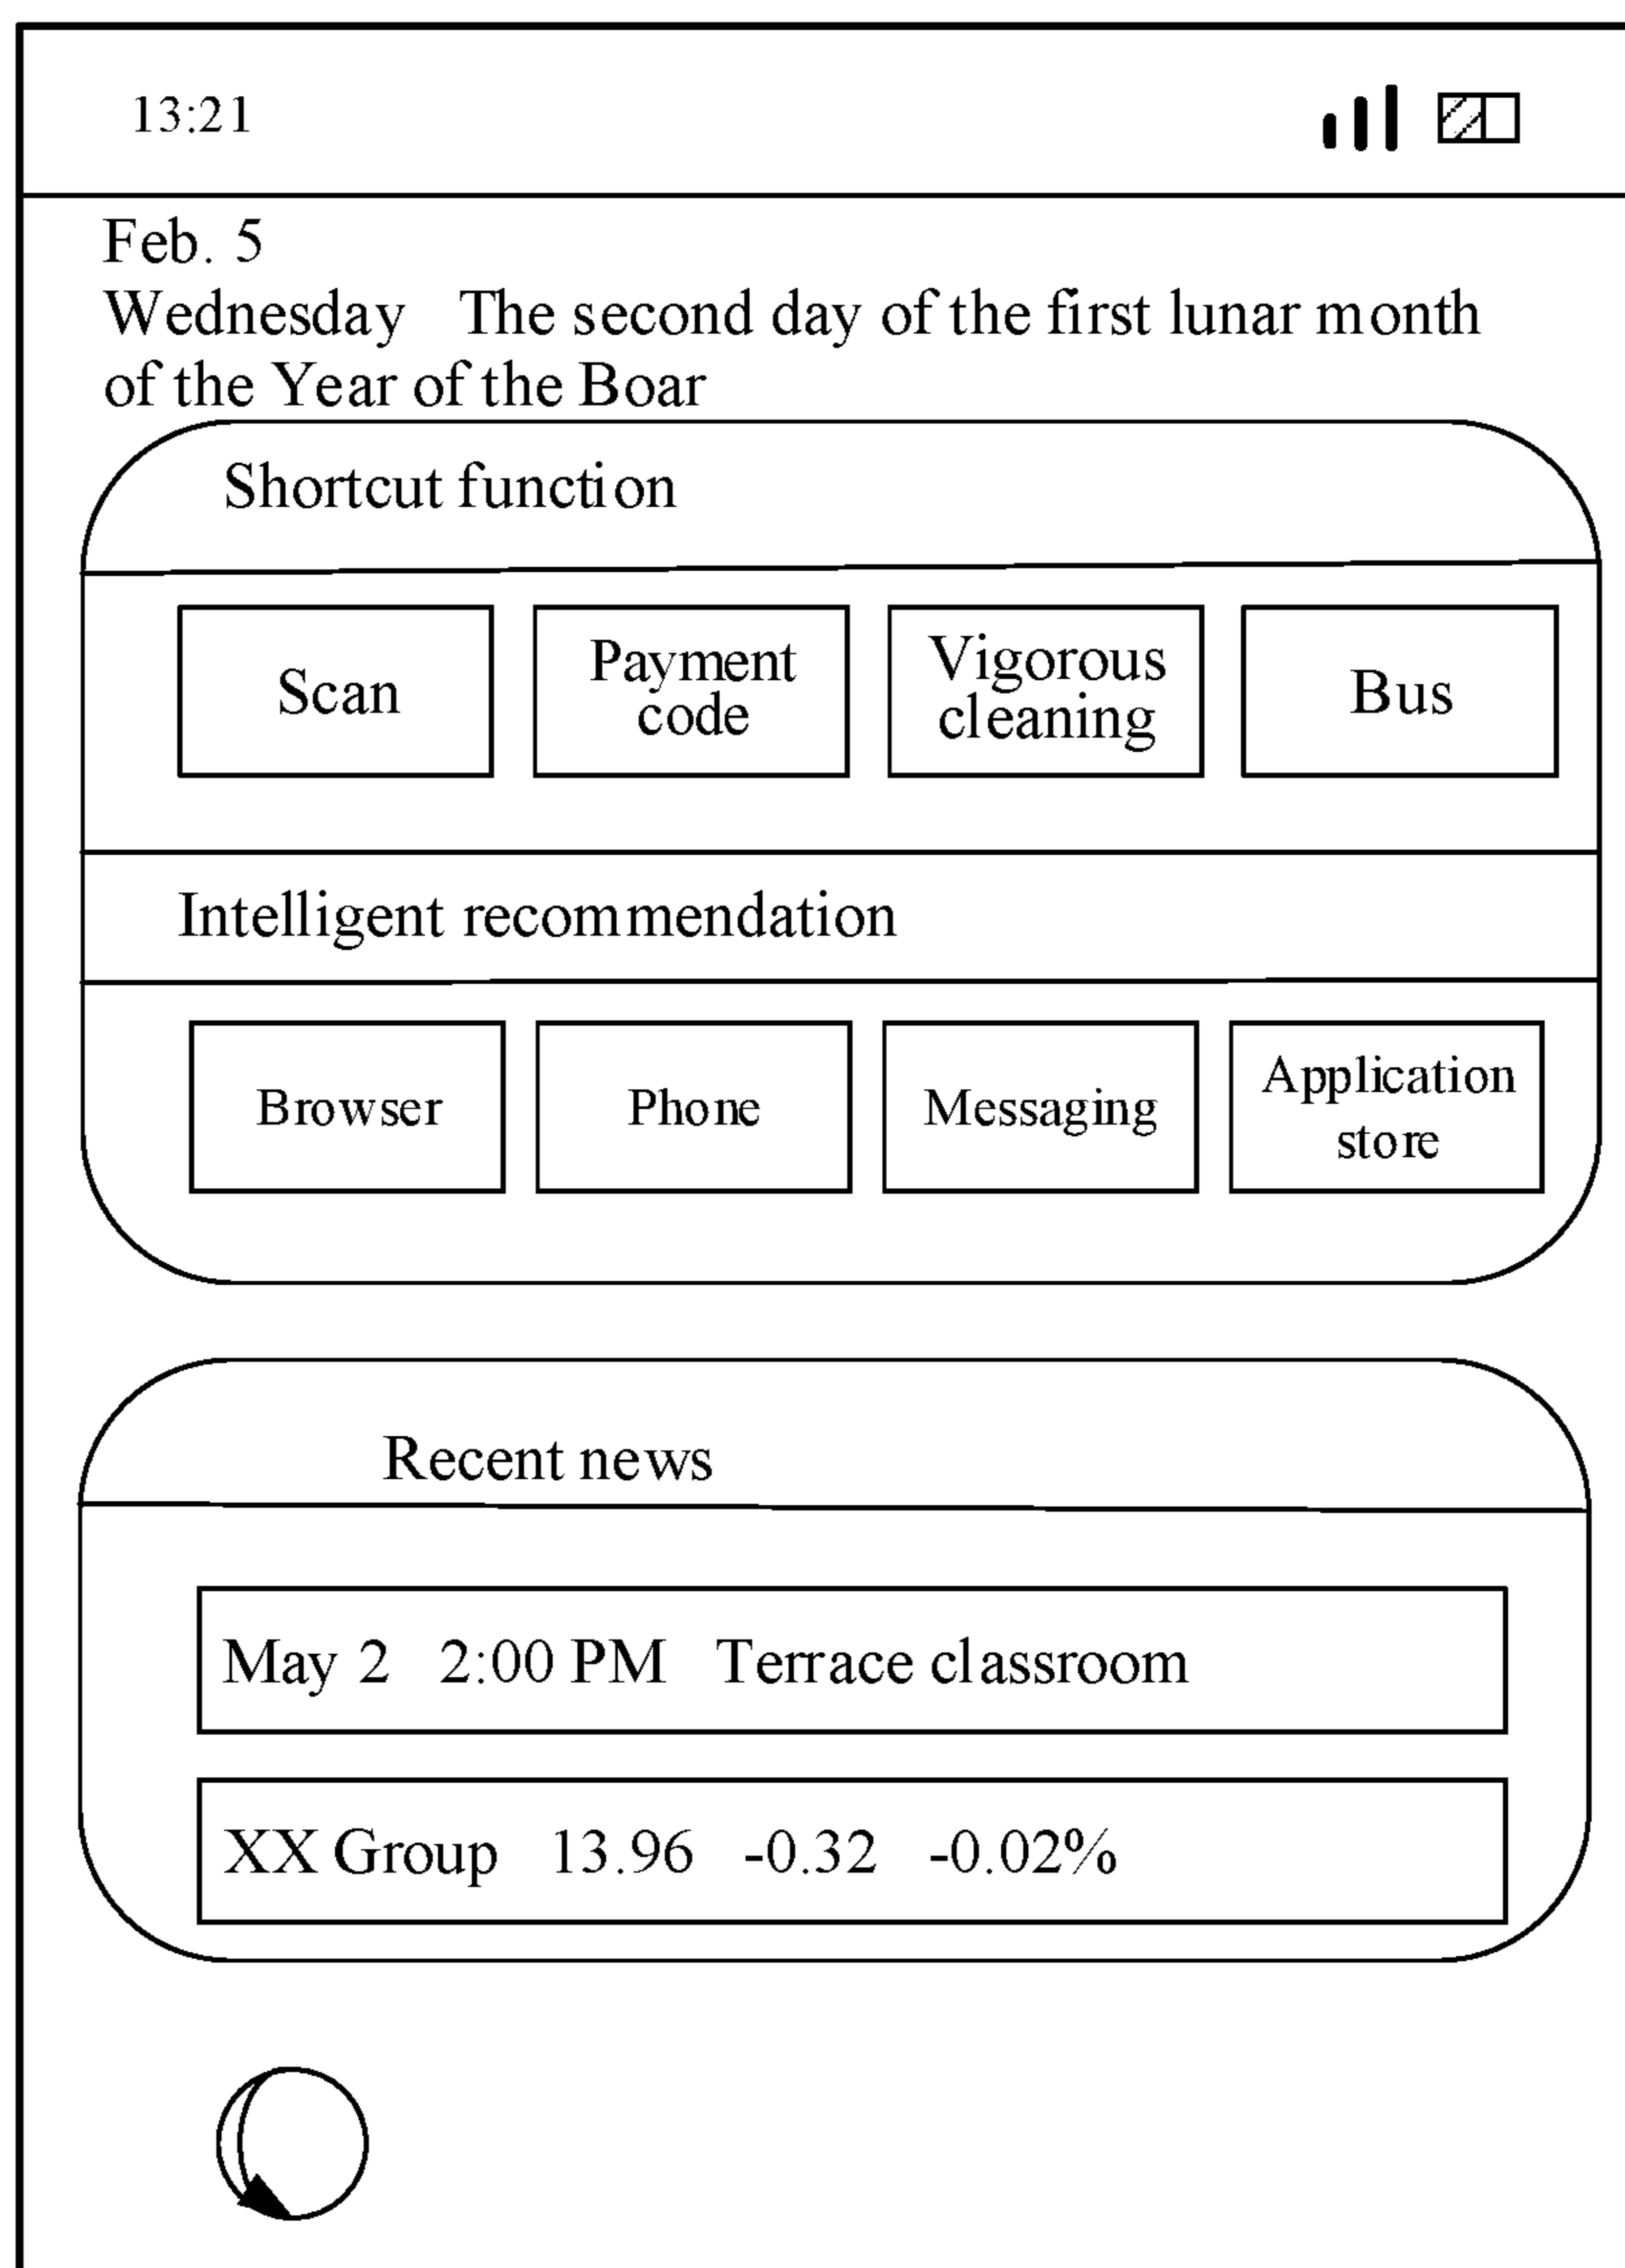 13:21
Feb. 5
Wednesday The second day of the first lunar month
of the Year of the Boar
Shortcut function
Scan
Payment
code
Vigorous
cleaning
Bus
Intelligent recommendation
Browser
Phone
Messaging
Application
store
Recent news
May 2 2:00 PM Terrace classroom
XX Group 13.96 -0.32 -0.02%